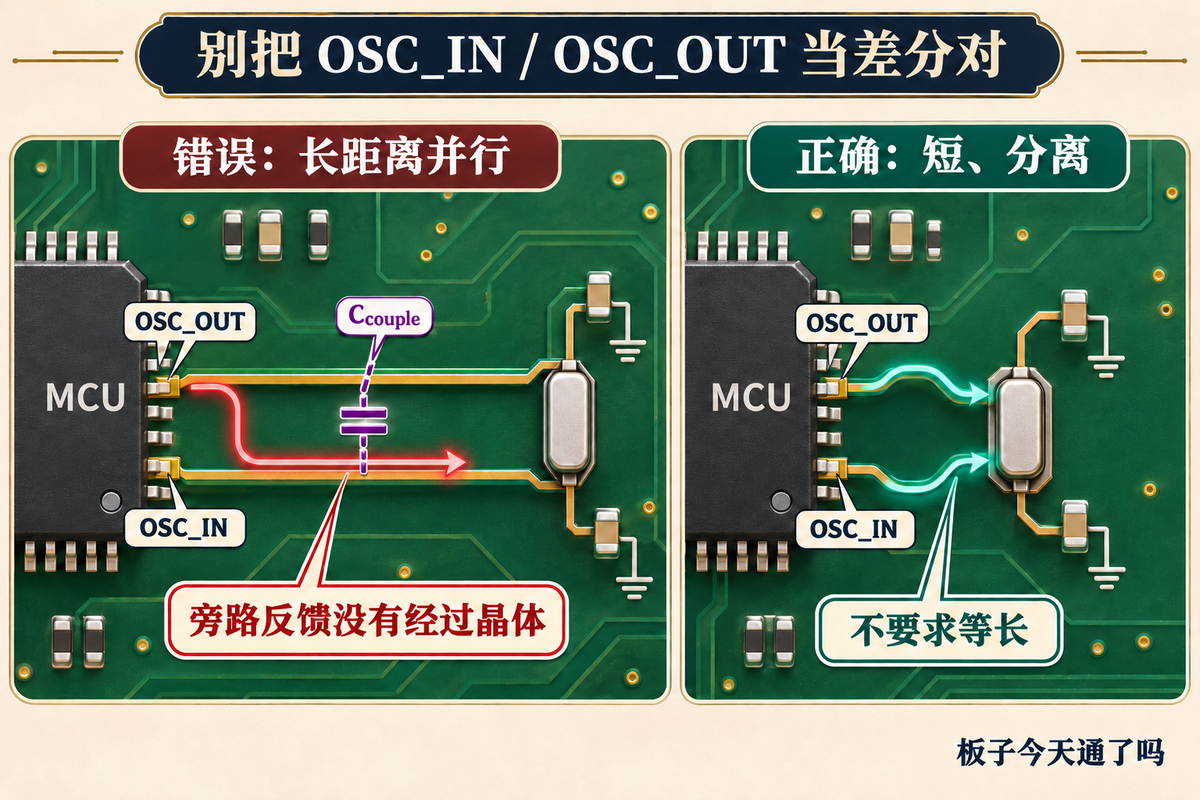 别把 OSC_IN / OSC_OUT 当差分对
错误：长距离并行
OSC_OUT
Ccouple
MCU
OSC_IN
旁路反馈没有经过晶体
正确：短、分离
OSC_OUT
MCU
OSC_IN
不要求等长
板子今天通了吗